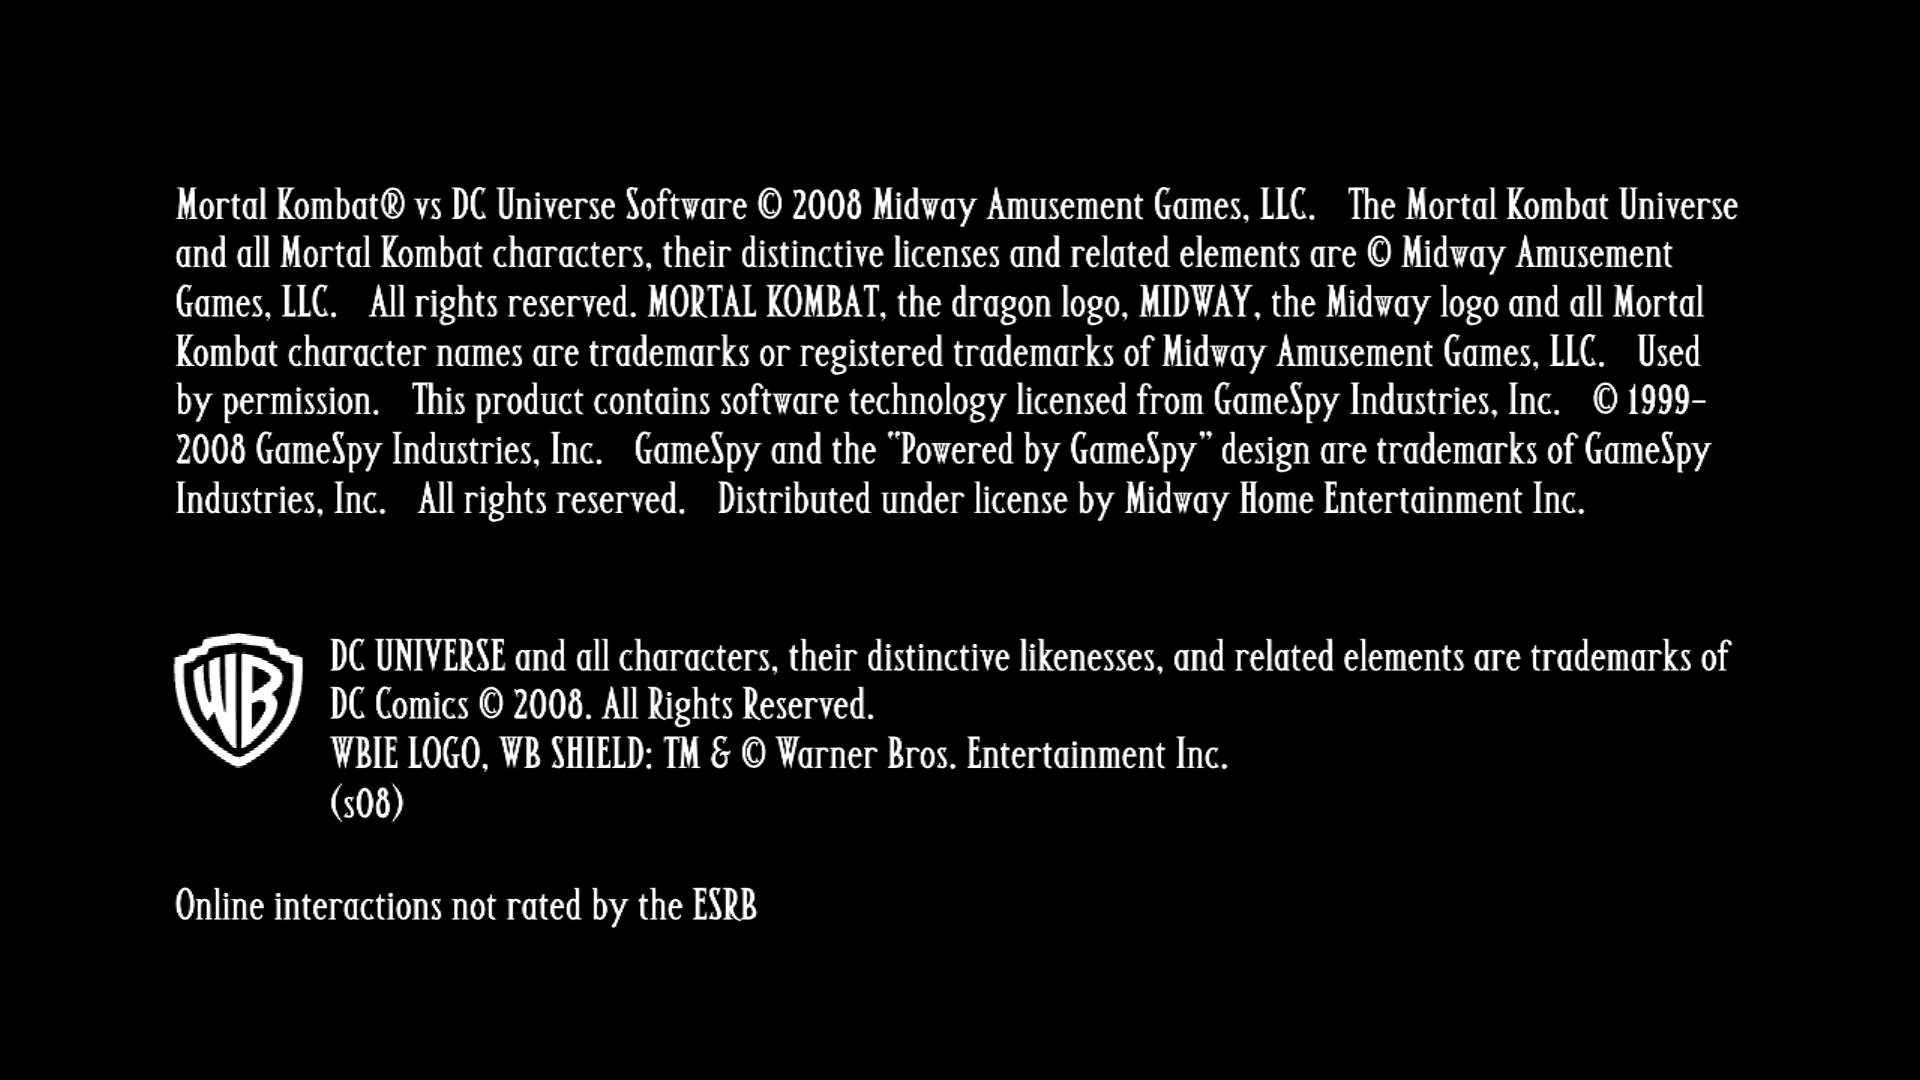 Mortal Kombat® vs DC Universe Software © 2008 Midway Amusement Games, LLC. The Mortal Kombat Universe
and all Mortal Kombat characters, their distinctive licenses and related elements are © Midway Amusement
Games, LLC. All rights reserved. MORTAL KOMBAT, the dragon logo, MIDWAY, the Midway logo and all Mortal
Kombat character names are trademarks or registered trademarks of Midway Amusement Games, LLC. Used
by permission. This product contains software technology licensed from GameSpy Industries, Inc. © 1999-
2008 GameSpy Industries, Inc. GameSpy and the “Powered by GameSpy” design are trademarks of GameSpy
Industries, Inc. All rights reserved. Distributed under license by Midway Home Entertainment Inc.
WB
DC UNIVERSE and all characters, their distinctive likenesses, and related elements are trademarks of
DC Comics © 2008. All Rights Reserved.
WBIE LOGO, WB SHIELD: TM & © Warner Bros. Entertainment Inc.
(s08)
Online interactions not rated by the ESRB